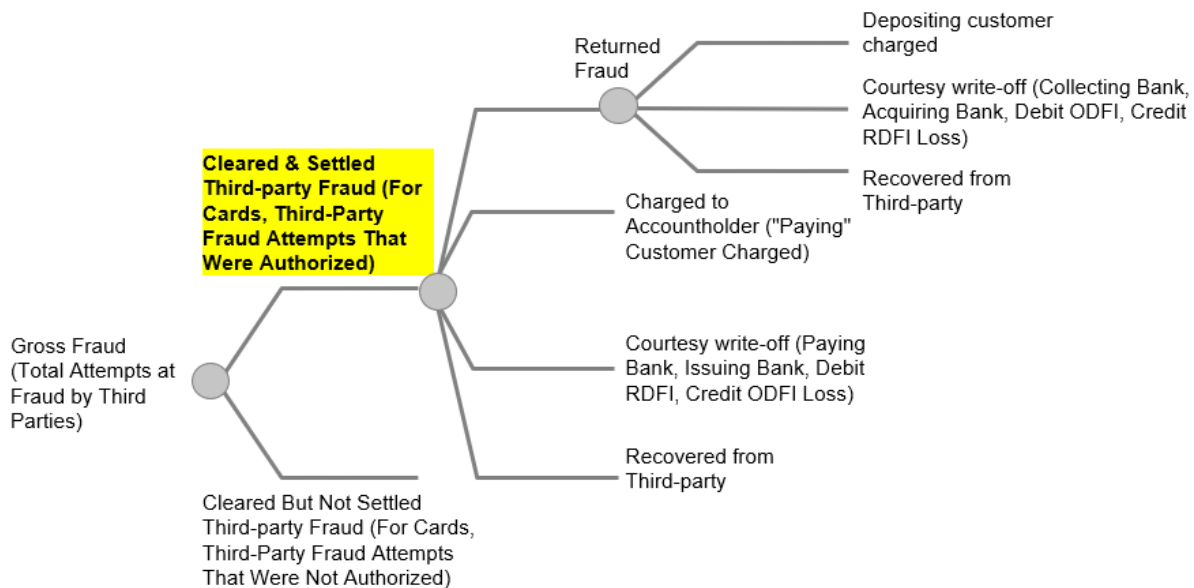 Gross Fraud
(Total Attempts at
Fraud by Third
Parties)
Cleared & Settled
Third-party Fraud (For
Cards, Third-Party
Fraud Attempts That
Were Authorized)
Cleared But Not Settled
Third-party Fraud (For Cards,
Third-Party Fraud Attempts
That Were Not Authorized)
Returned
Fraud
Depositing customer
charged
Courtesy write-off (Collecting Bank,
Acquiring Bank, Debit ODFI, Credit
RDFI Loss)
Recovered from
Third-party
Charged to
Accountholder ("Paying"
Customer Charged)
Courtesy write-off (Paying
Bank, Issuing Bank, Debit
RDFI, Credit ODFI Loss)
Recovered from
Third-party